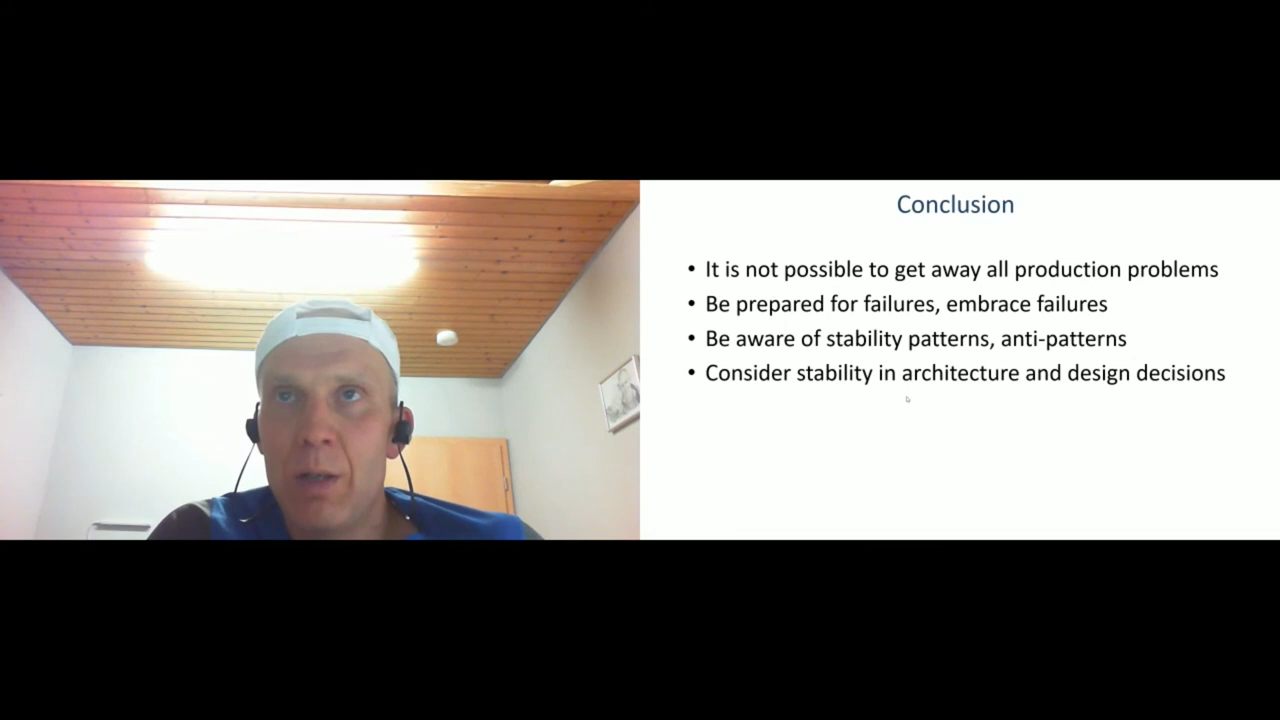 Conclusion
• It is not possible to get away all production problems
• Be prepared for failures, embrace failures
• Be aware of stability patterns, anti-patterns
• Consider stability in architecture and design decisions